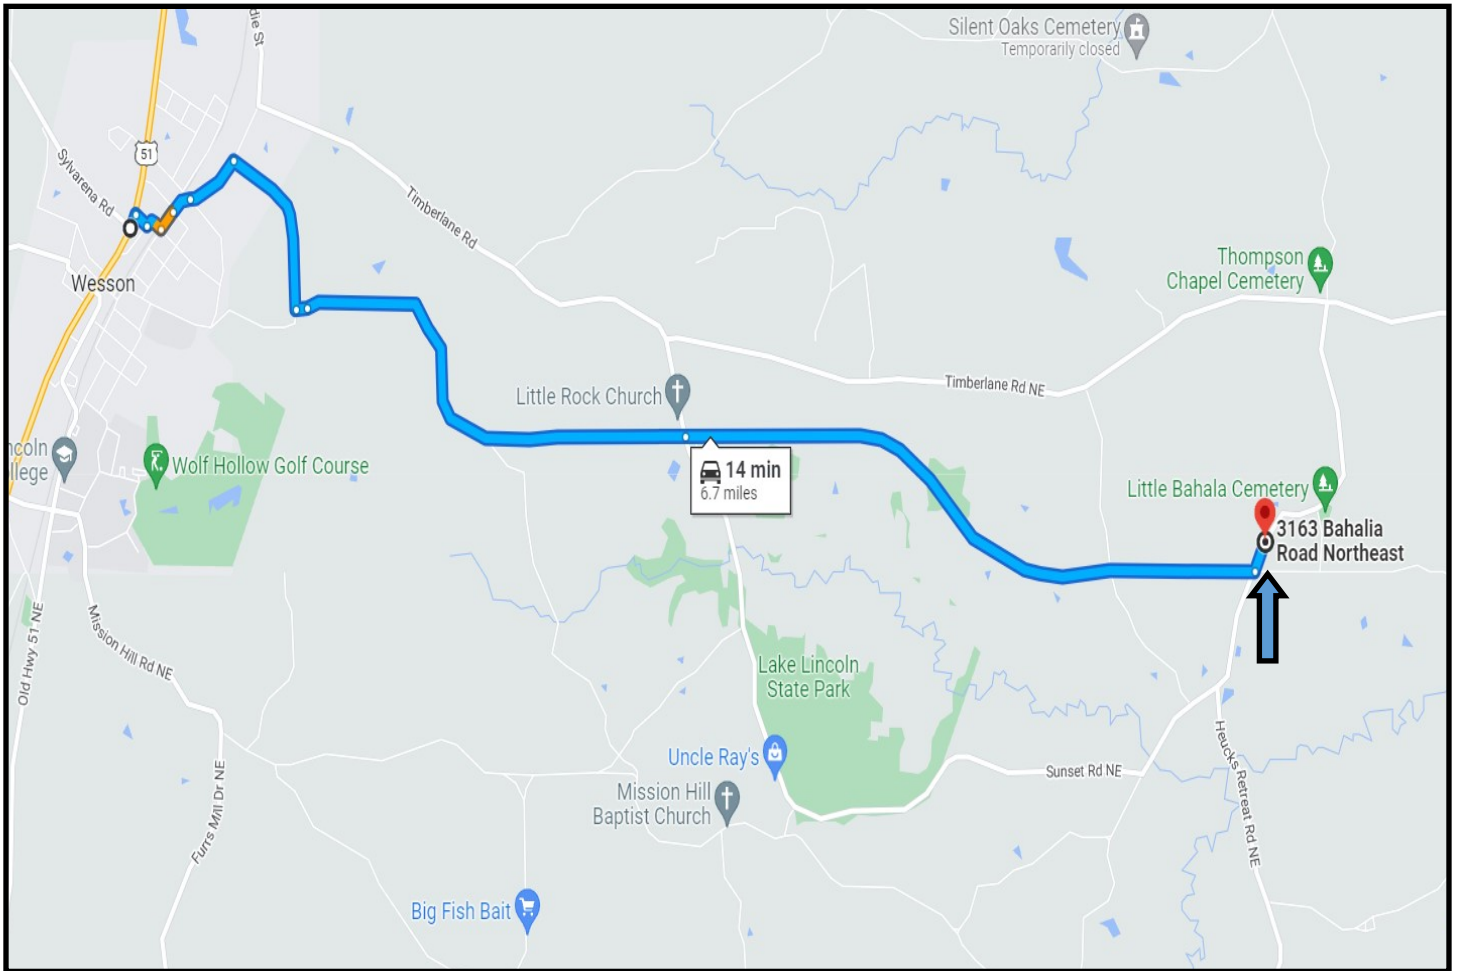 Silent Oaks Cemetery
Temporarily closed
die St
51
Sylvarena Rd
Timberlane Rd
Thompson
Chapel Cemetery
Wesson
Timberlane Rd NE
Little Rock Church
ncoln
llege
Wolf Hollow Golf Course
14 min
6.7 miles
Little Bahala Cemetery
3163 Bahalia
Road Northeast
Old Hwy 51 NE
Mission Hill Rd NE
Lake Lincoln
State Park
Uncle Ray's
Sunset Rd NE
Heucks Retreat Rd NE
Mission Hill
Baptist Church
Furrs Mill Dr NE
Big Fish Bait